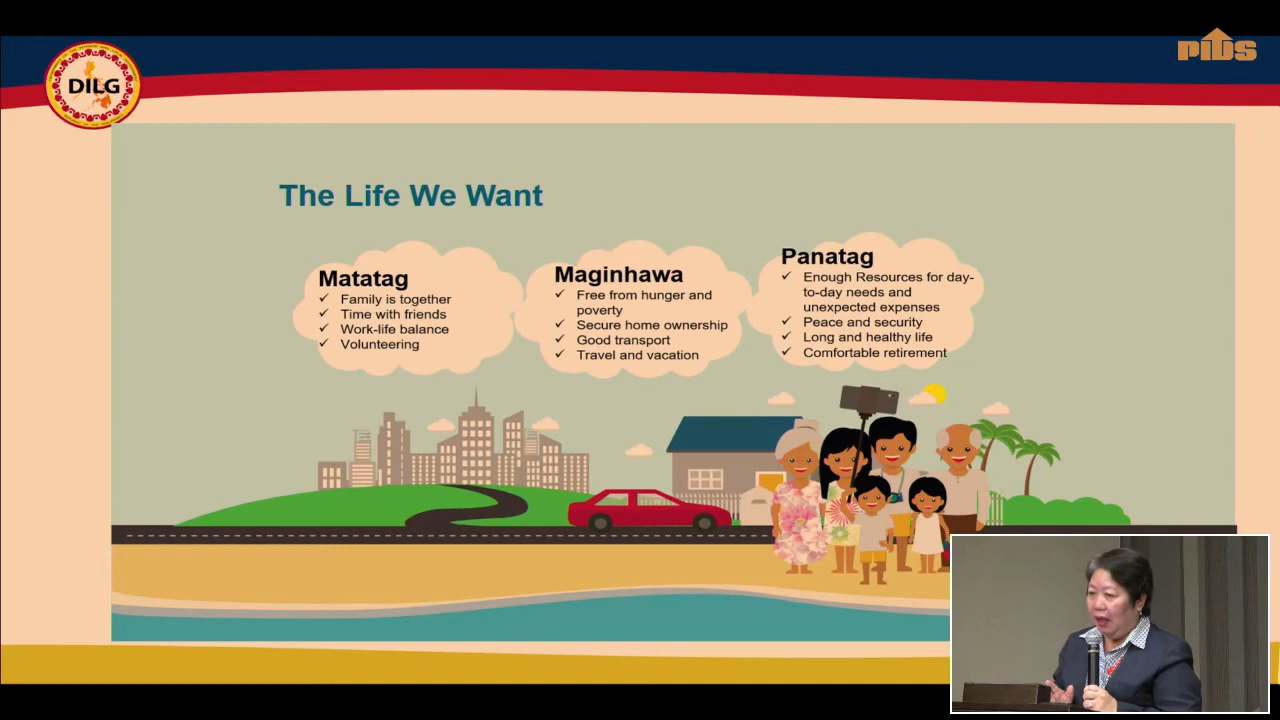 DILG
pids
The Life We Want
Matatag
✓ Family is together
✓ Time with friends
✓ Work-life balance
✓ Volunteering
Maginhawa
✓ Free from hunger and
poverty
✓ Secure home ownership
✓ Good transport
✓ Travel and vacation
Panatag
✓ Enough Resources for day-
to-day needs and
unexpected expenses
✓ Peace and security
✓ Long and healthy life
✓ Comfortable retirement